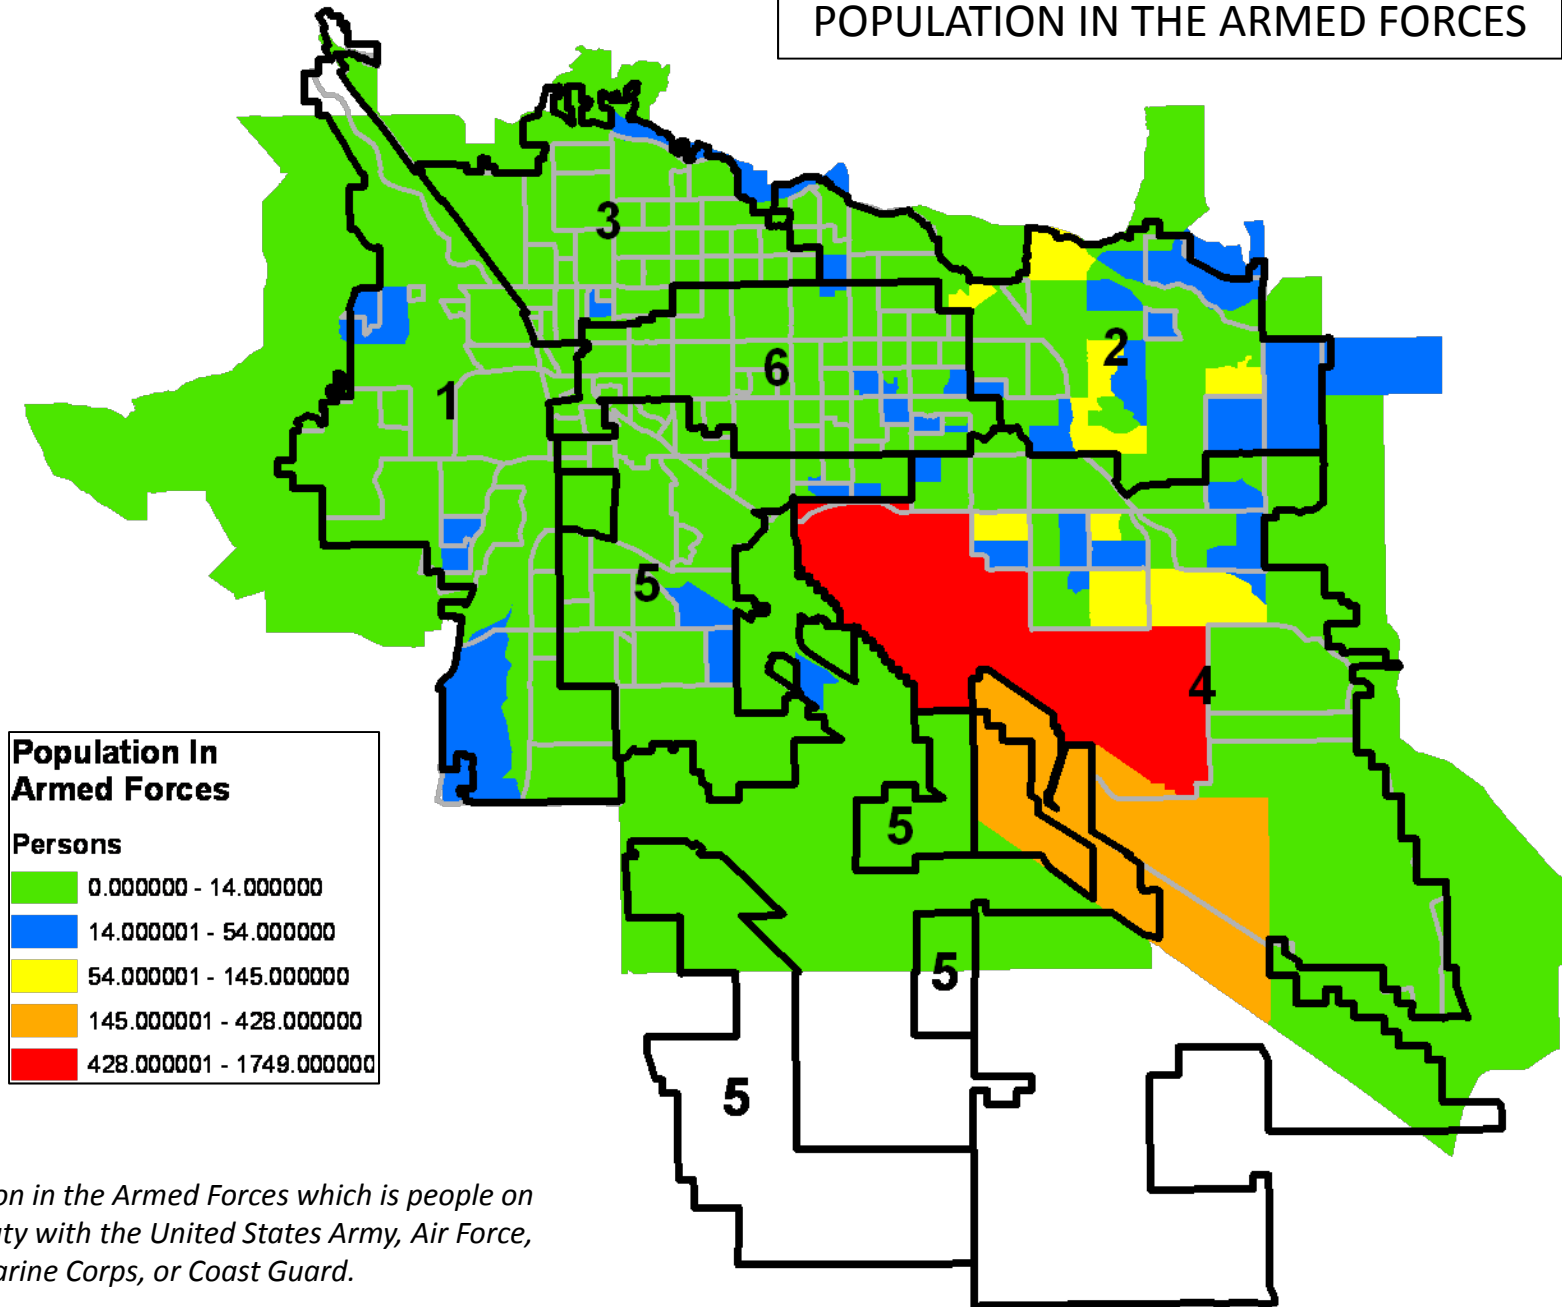 POPULATION IN THE ARMED FORCES
3
2
6
1
5
4
5
5
5
Population In
Armed Forces
Persons
0.000000 - 14.000000
14.000001 - 54.000000
54.000001 - 145.000000
145.000001 - 428.000000
428.000001 - 1749.000000
on in the Armed Forces which is people on
ty with the United States Army, Air Force,
arine Corps, or Coast Guard.